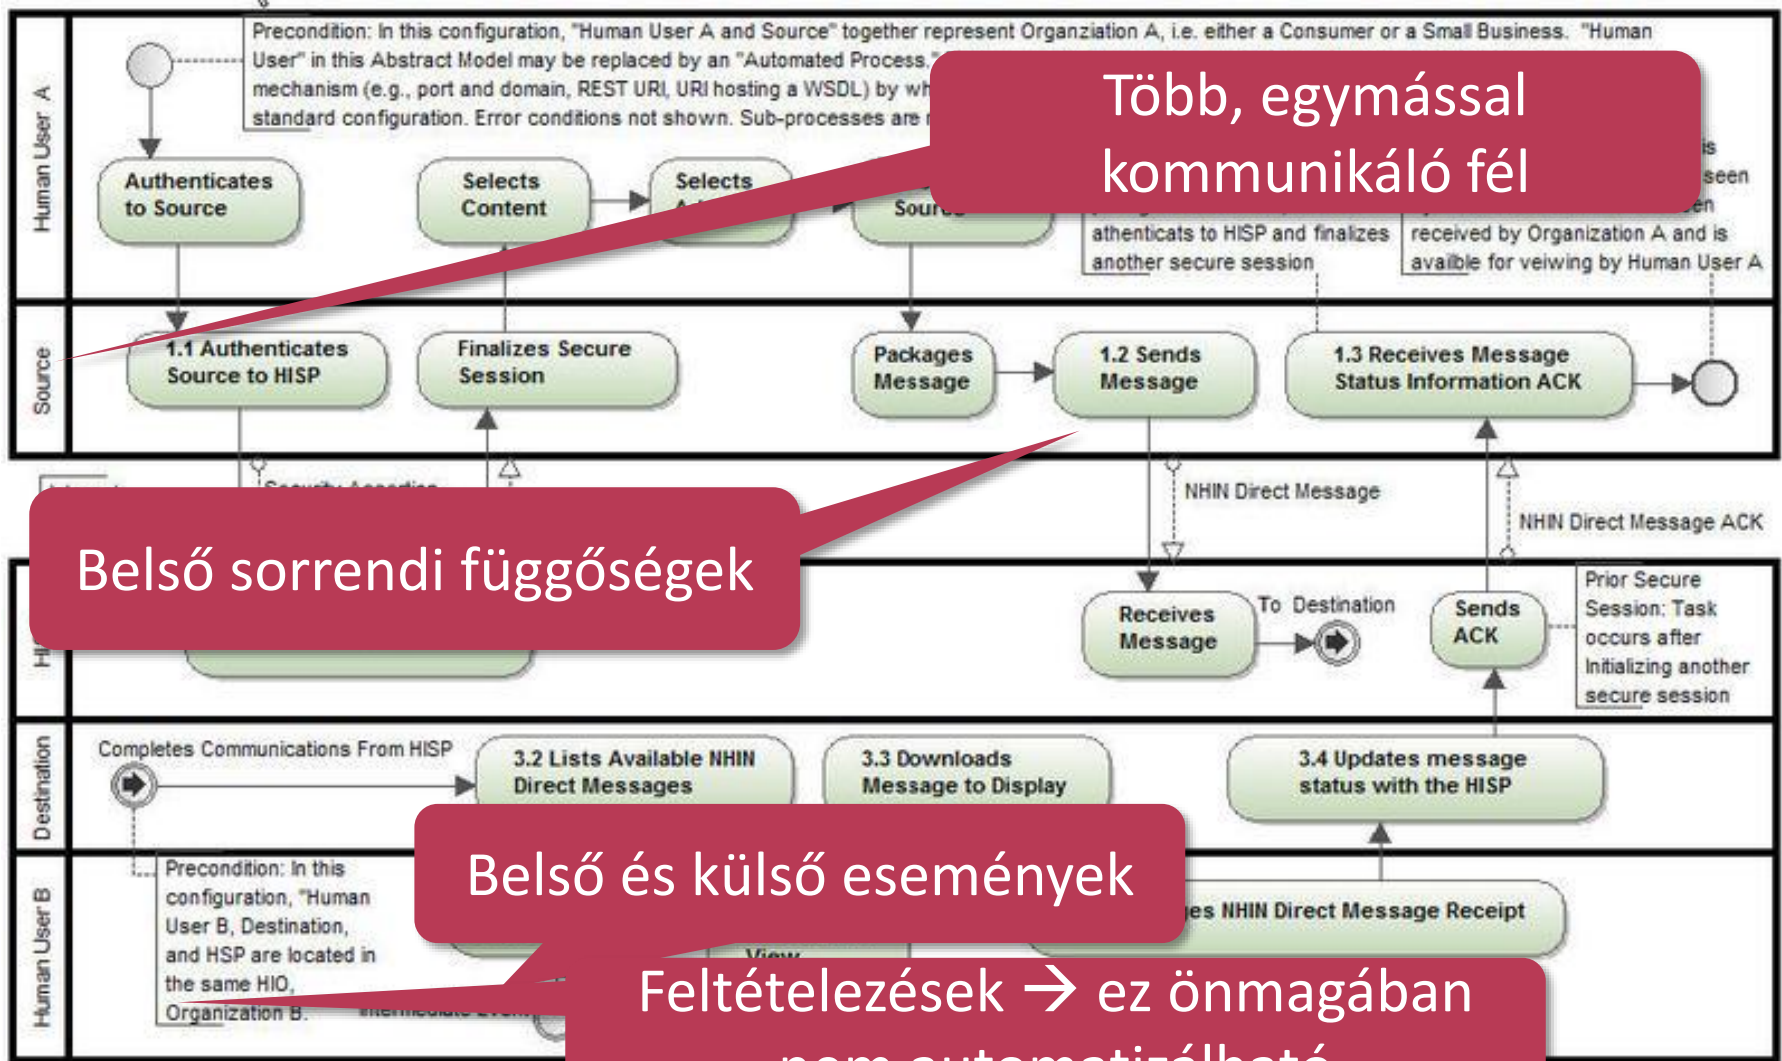 Precondition: In this configuration, "Human User A and Source" together represent Organziation A, i.e. either a Consumer or a Small Business. "Human
User" in this Abstract Model may be replaced by an "Automated Process."
mechanism (e.g., port and domain, REST URI, URI hosting a WSDL) by
standard configuration. Error conditions not shown. Sub-processes are
Több, egymással
kommunikáló fél
Human User A
Authenticates
to Source
Selects
Content
Selects
is
seen
athenticats to HISP and finalizes
another secure session
received by Organization A and is
availble for veiwing by Human User A
Source
1.1 Authenticates
Source to HISP
Finalizes Secure
Session
Packages
Message
1.2 Sends
Message
1.3 Receives Message
Status Information ACK
NHIN Direct Message
NHIN Direct Message ACK
Belső sorrendi függőségek
Receives
Message
To Destination
Sends
ACK
Prior Secure
Session: Task
occurs after
Initializing another
secure session
Destination
Completes Communications From HISP
3.2 Lists Available NHIN
Direct Messages
3.3 Downloads
Message to Display
3.4 Updates message
status with the HISP
Belső és külső események
Human User B
Precondition: In this
configuration, "Human
User B, Destination,
and HSP are located in
the same HIO,
Organization B.
NHIN Direct Message Receipt
View
Feltételezések → ez önmagában
nem automatizálható